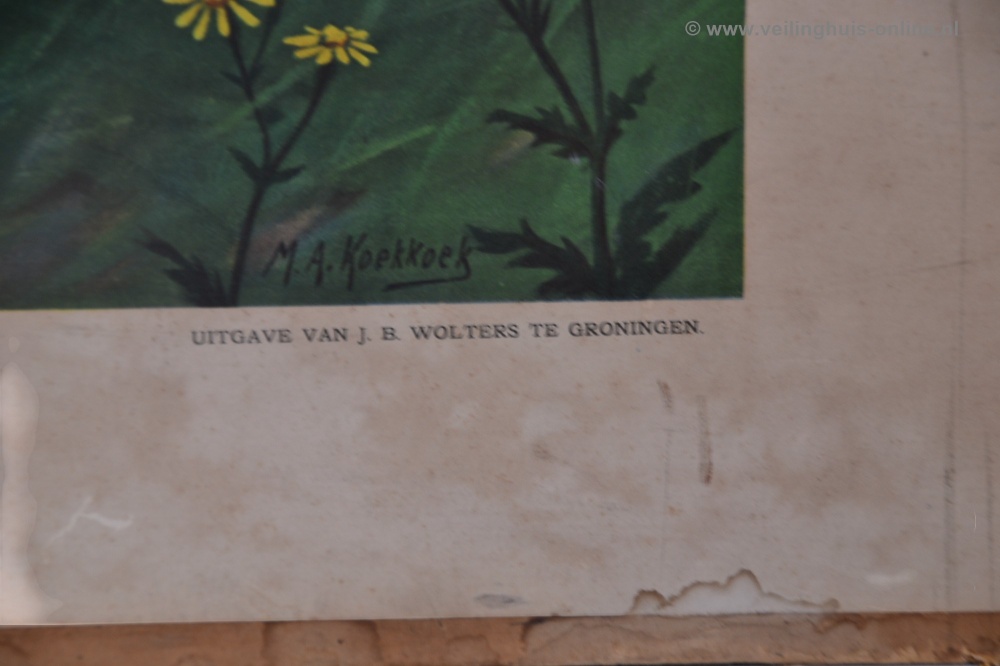 © www.veilinghuis-online.nl
M. A. Koekkoek
UITGAVE VAN J. B. WOLTERS TE GRONINGEN.